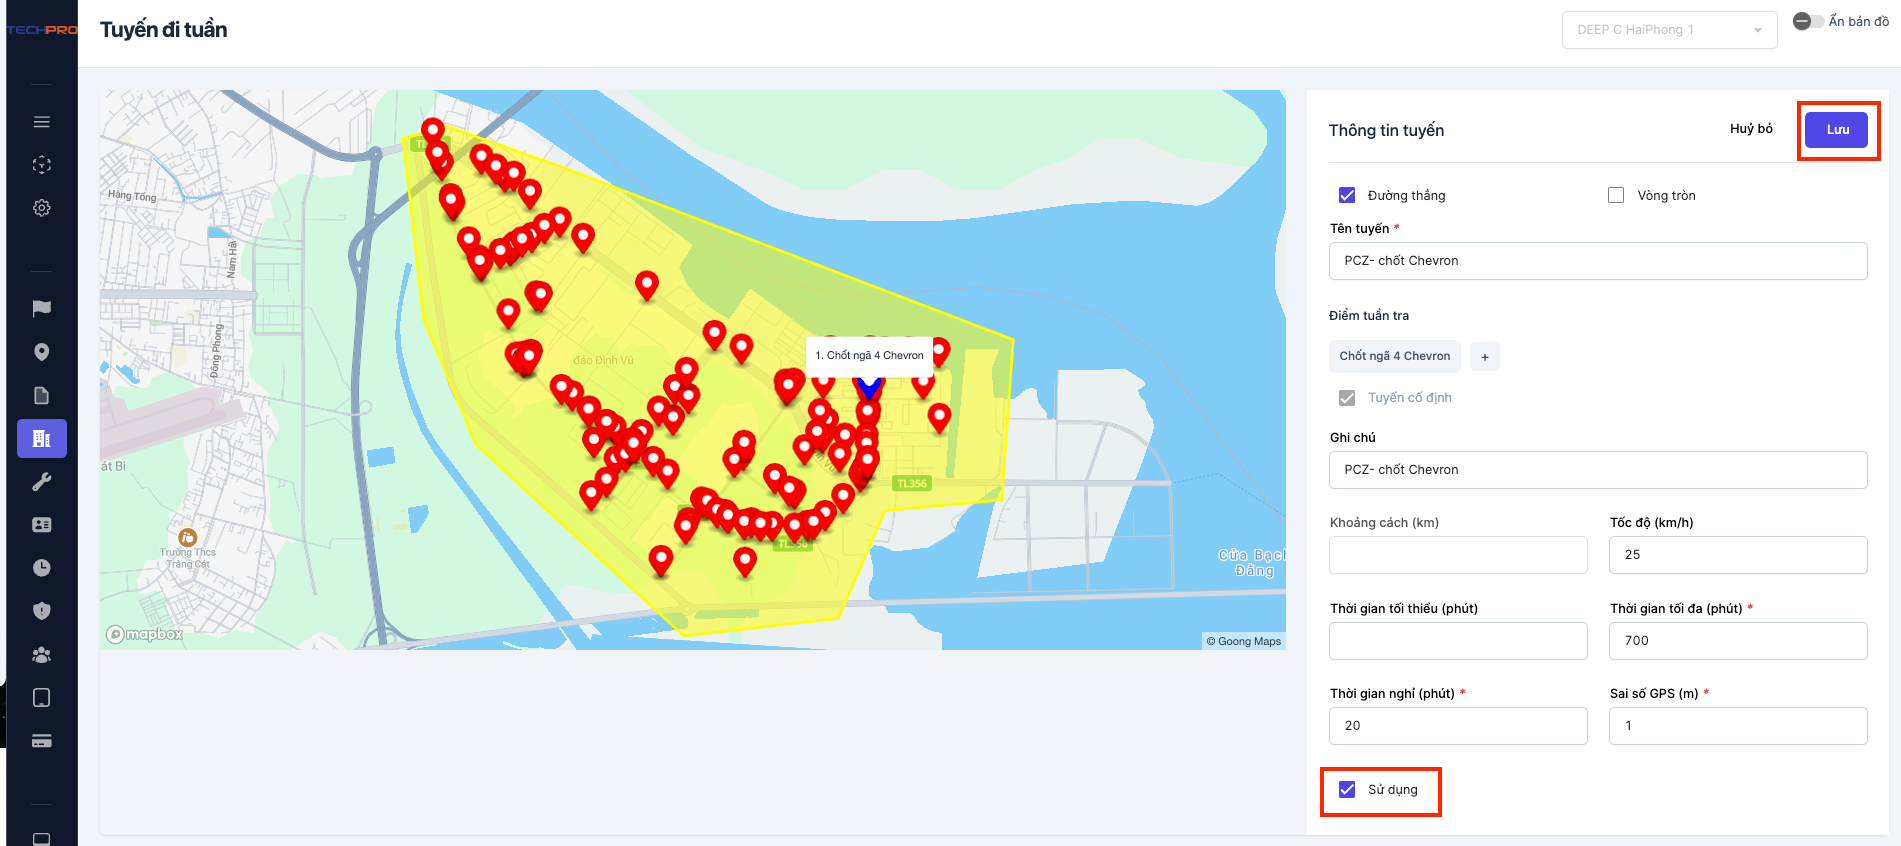 TECHPRO
Tuyến đi tuần
DEEP C HaiPhong 1
Ẩn bản đồ
Hàng Tổng
Nam Hải
Đông Phong
át Bi
Trường Thcs
Tràng Cát
đảo Đình Vũ
1. Chốt ngã 4 Chevron
TL356
TL356
Cửa Bạch
Đằng
mapbox
© Goong Maps
Thông tin tuyến
Huỷ bỏ
Lưu
Đường thẳng
Vòng tròn
Tên tuyến *
PCZ- chốt Chevron
Điểm tuần tra
Chốt ngã 4 Chevron
+
Tuyến cố định
Ghi chú
PCZ- chốt Chevron
Khoảng cách (km)
Tốc độ (km/h)
25
Thời gian tối thiểu (phút)
Thời gian tối đa (phút) *
700
Thời gian nghỉ (phút) *
Sai số GPS (m) *
20
1
Sử dụng